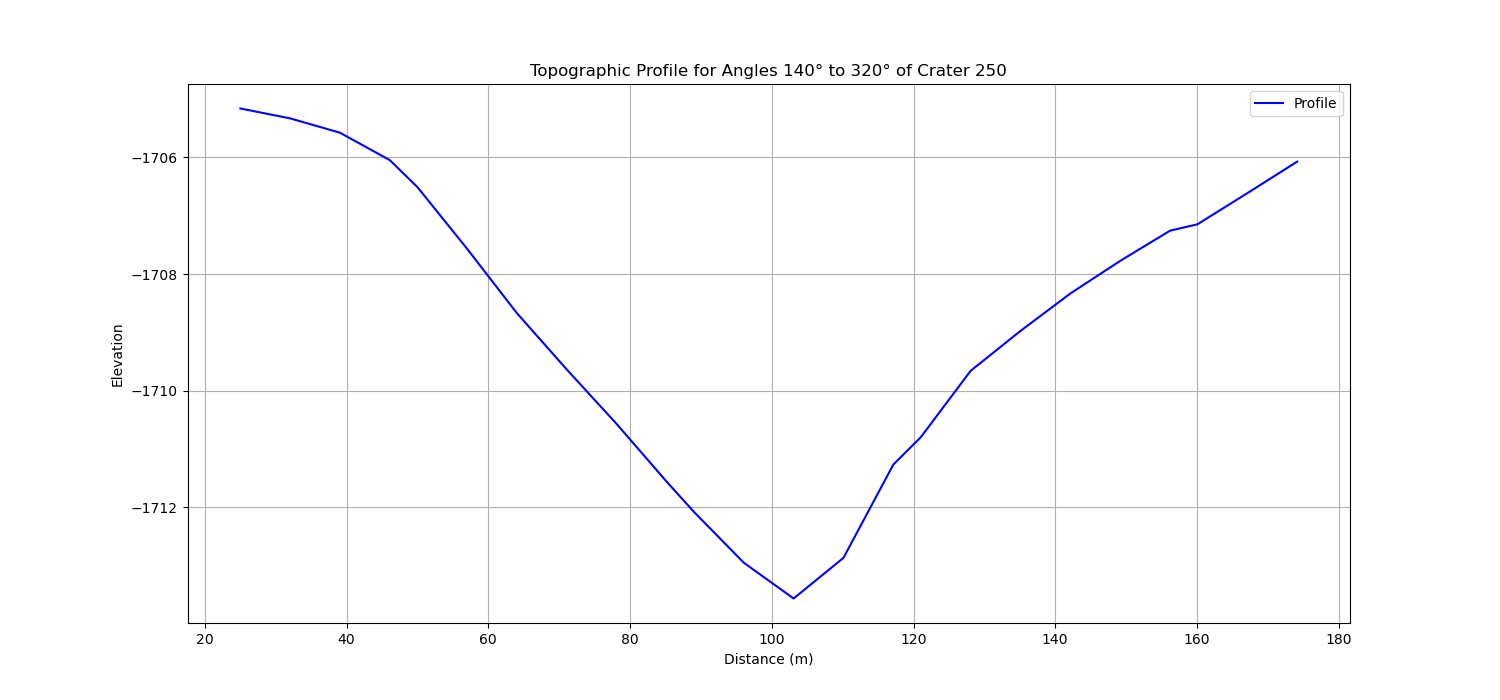 Topographic Profile for Angles 140° to 320° of Crater 250
Profile
−1706
−1708
−1710
−1712
Elevation
20 40 60 80 100 120 140 160 180
Distance (m)